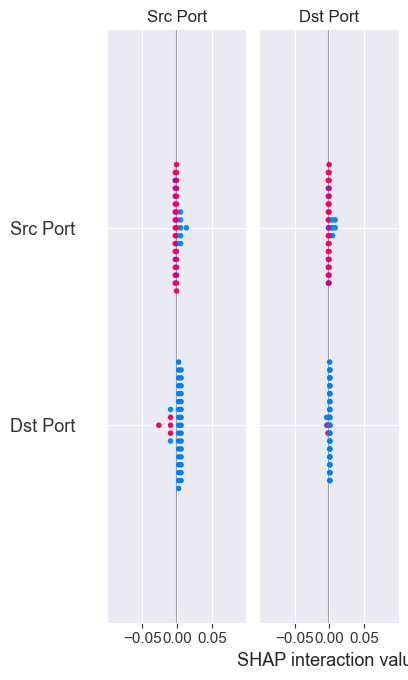 Src Port Dst Port
Src Port
Dst Port
−0.05 0.00 0.05 −0.05 0.00 0.05
SHAP interaction valu